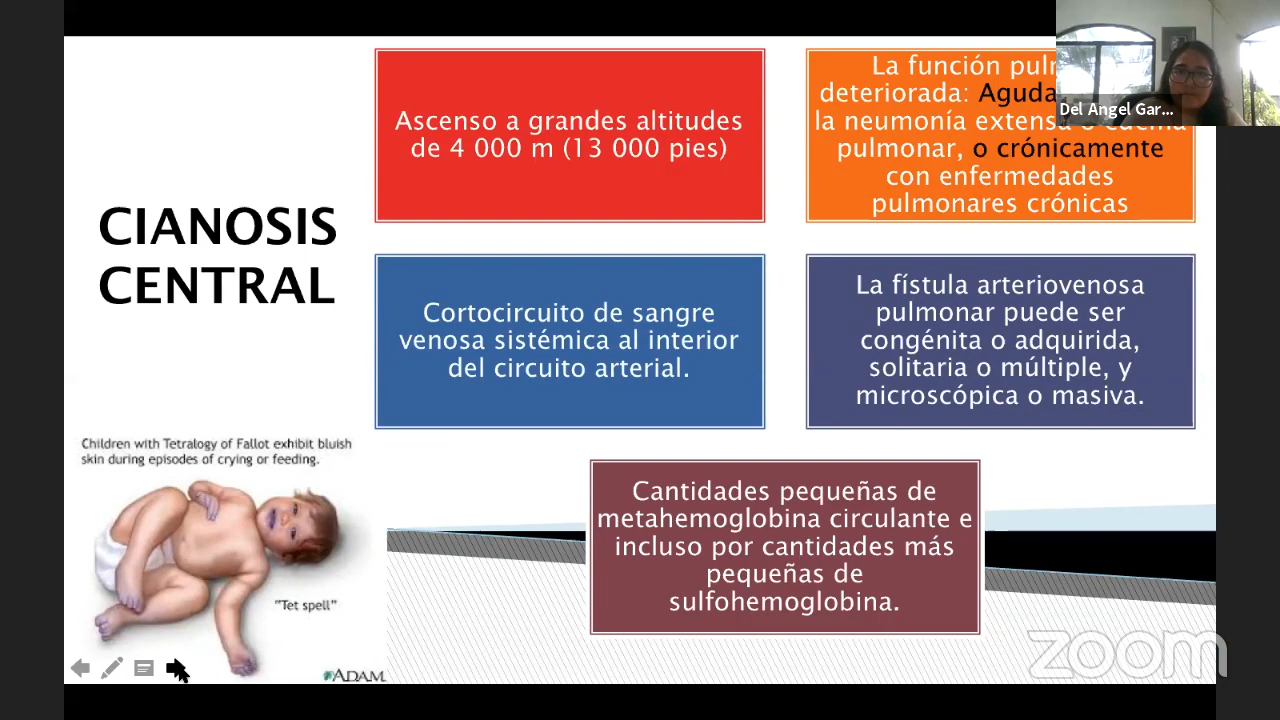 CIANOSIS
CENTRAL
Ascenso a grandes altitudes
de 4 000 m (13 000 pies)
La función
deteriorada:
la neumonía extensa o
pulmonar, o crónicamente
con enfermedades
pulmonares crónicas
Del Angel Gar...
Cortocircuito de sangre
venosa sistémica al interior
del circuito arterial.
La fístula arteriovenosa
pulmonar puede ser
congénita o adquirida,
solitaria o múltiple, y
microscópica o masiva.
Cantidades pequeñas de
metahemoglobina circulante e
incluso por cantidades más
pequeñas de
sulfohemoglobina.
Children with Tetralogy of Fallot exhibit bluish
skin during episodes of crying or feeding.
"Tet spell"
ADAM
zoom